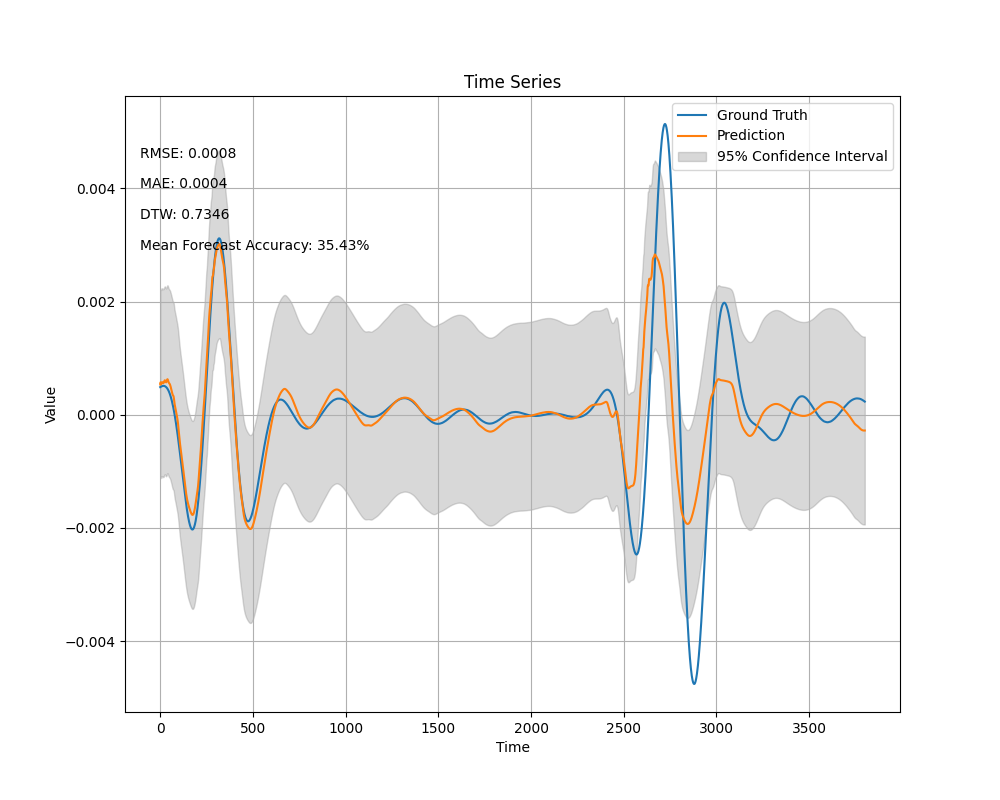 Time Series
Ground Truth
Prediction
95% Confidence Interval
RMSE: 0.0008
MAE: 0.0004
DTW: 0.7346
Mean Forecast Accuracy: 35.43%
Value
0.004
0.002
0.000
−0.002
−0.004
0 500 1000 1500 2000 2500 3000 3500
Time